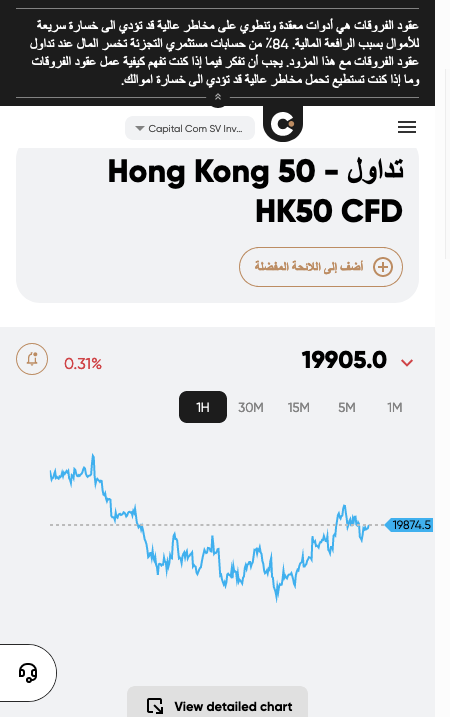 عقود الفروقات هي أدوات معقدة وتنطوي على مخاطر عالية قد تؤدي الى خسارة سريعة
للأموال بسبب الرافعة المالية. 84٪ من حسابات مستثمري التجزئة تخسر المال عند تداول
عقود الفروقات مع هذا المزود. يجب أن تفكر فيما إذا كنت تفهم كيفية عمل عقود الفروقات
وما إذا كنت تستطيع تحمل مخاطر عالية قد تؤدي الى خسارة اموالك.
Capital Com SV Inv...
تداول Hong Kong 50 -
HK50 CFD
أضف إلى اللائحة المفضلة
0.31%
19905.0
1H 30M 15M 5M 1M
19874.5
View detailed chart